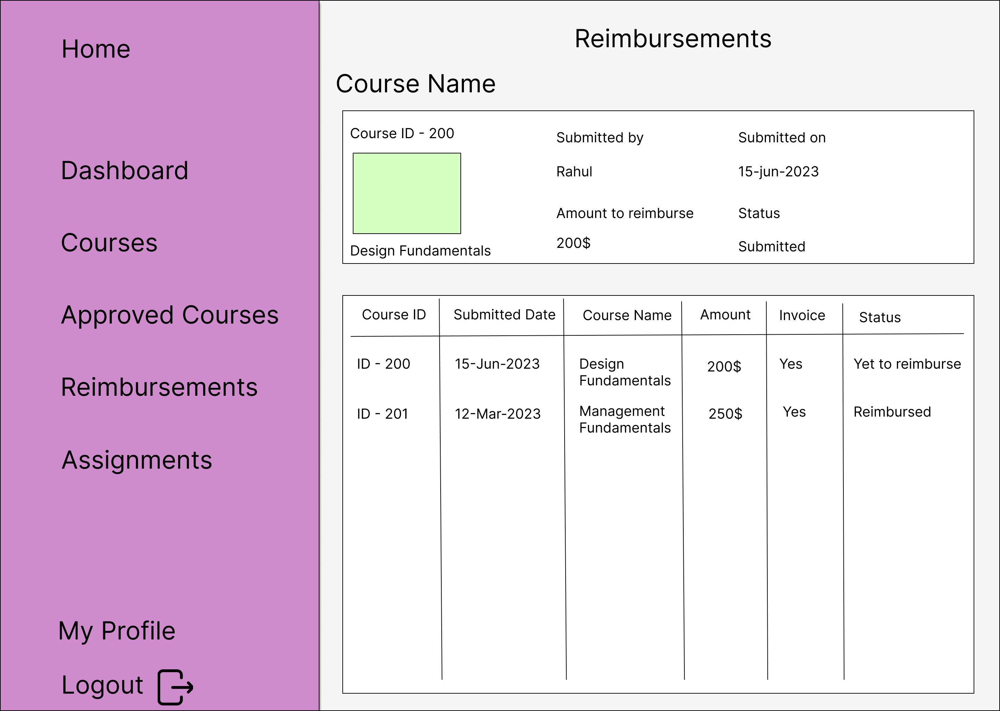 Home
Dashboard
Courses
Approved Courses
Reimbursements
Assignments
My Profile
Logout
Reimbursements
Course Name
Course ID - 200
Design Fundamentals
Submitted by
Rahul
Amount to reimburse
200$
Submitted on
15-jun-2023
Status
Submitted
Course ID Submitted Date Course Name Amount Invoice Status
ID - 200 15-Jun-2023 Design 200$ Yes Yet to reimburse
Fundamentals
ID - 201 12-Mar-2023 Management 250$ Yes Reimbursed
Fundamentals